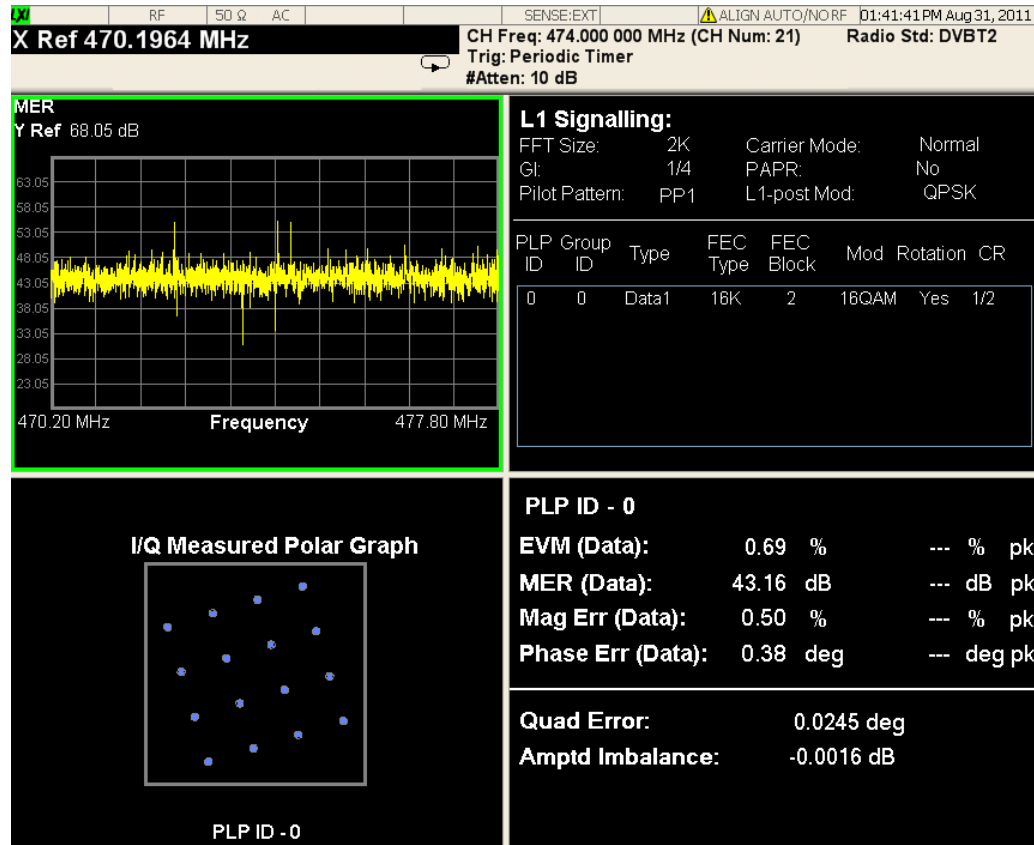 LXI RF 50 Ω AC SENSE:EXT ALIGN AUTO/NO RF 01:41:41 PM Aug 31, 2011
X Ref 470.1964 MHz
CH Freq: 474.000 000 MHz (CH Num: 21) Radio Std: DVBT2
Trig: Periodic Timer
#Atten: 10 dB
MER
Y Ref 68.05 dB
63.05
58.05
53.05
48.05
43.05
38.05
33.05
28.05
23.05
470.20 MHz Frequency 477.80 MHz
L1 Signalling:
FFT Size: 2K Carrier Mode: Normal
GI: 1/4 PAPR: No
Pilot Pattern: PP1 L1-post Mod: QPSK
PLP ID Group ID Type FEC Type FEC Block Mod Rotation CR
0 0 Data1 16K 2 16QAM Yes 1/2
I/Q Measured Polar Graph
PLP ID - 0
PLP ID - 0
EVM (Data): 0.69 % --- % pk
MER (Data): 43.16 dB --- dB pk
Mag Err (Data): 0.50 % --- % pk
Phase Err (Data): 0.38 deg --- deg pk
Quad Error: 0.0245 deg
Amptd Imbalance: -0.0016 dB